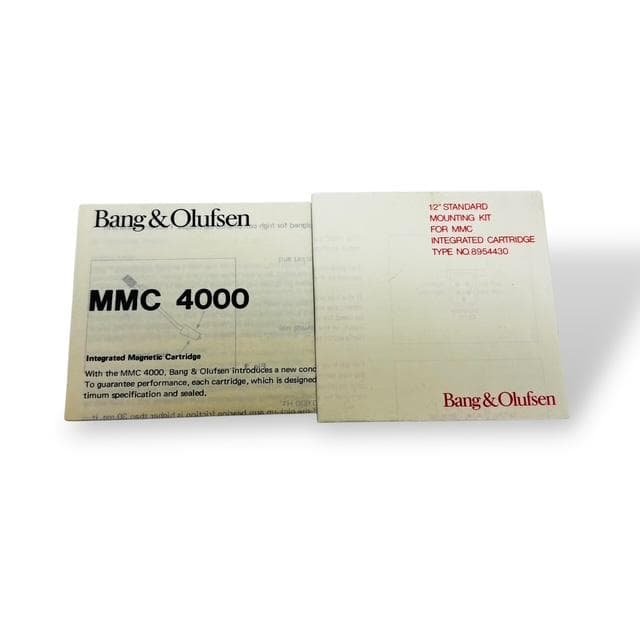 Bang & Olufsen
MMC 4000
Integrated Magnetic Cartridge
With the MMC 4000, Bang & Olufsen introduces a new conc
To guarantee performance, each cartridge, which is designed
timum specification and sealed.
12" STANDARD
MOUNTING KIT
FOR MMC
INTEGRATED CARTRIDGE
TYPE NO. 8954430
Bang & Olufsen